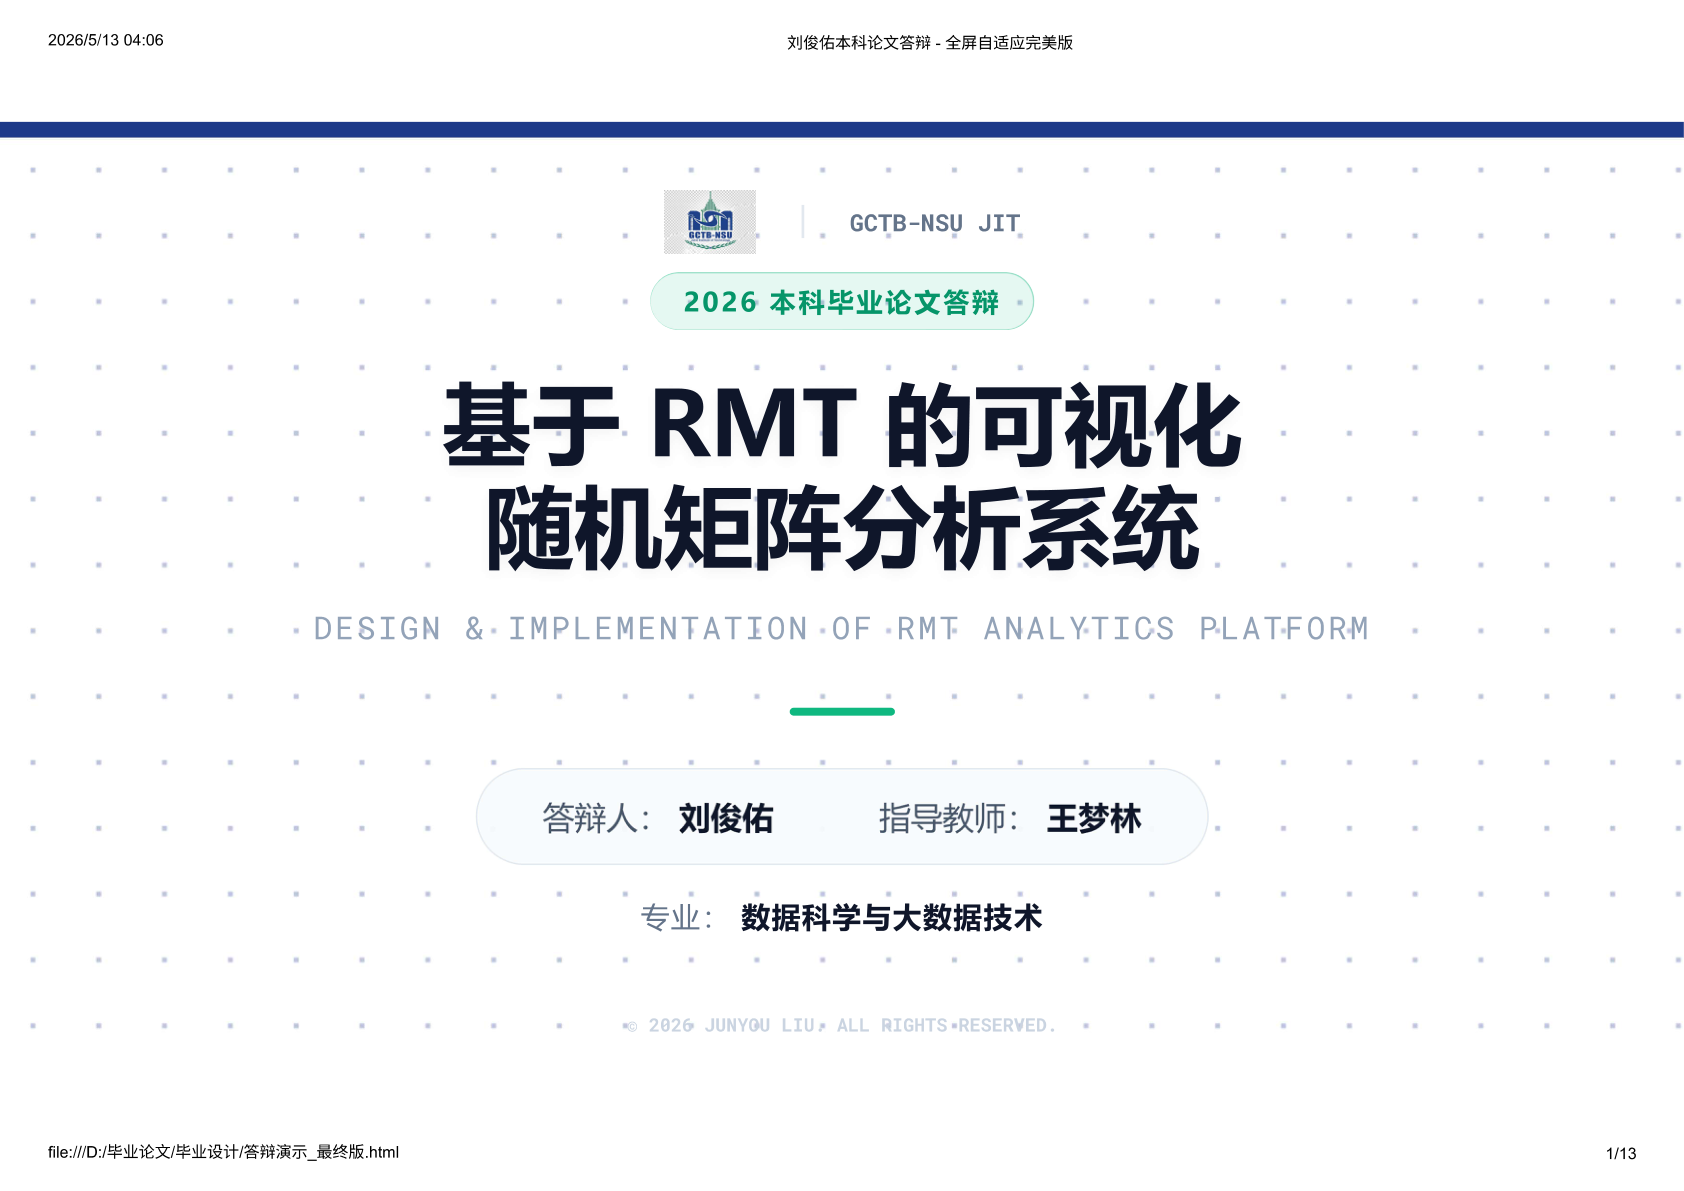 2026/5/13 04:06
刘俊佑本科论文答辩 - 全屏自适应完美版
GCTB-NSU
GCTB-NSU JIT
2026 本科毕业论文答辩
基于 RMT 的可视化
随机矩阵分析系统
DESIGN & IMPLEMENTATION OF RMT ANALYTICS PLATFORM
答辩人： 刘俊佑 指导教师： 王梦林
专业： 数据科学与大数据技术
© 2026 JUNYOU LIU. ALL RIGHTS RESERVED.
file:///D:/毕业论文/毕业设计/答辩演示_最终版.html
1/13